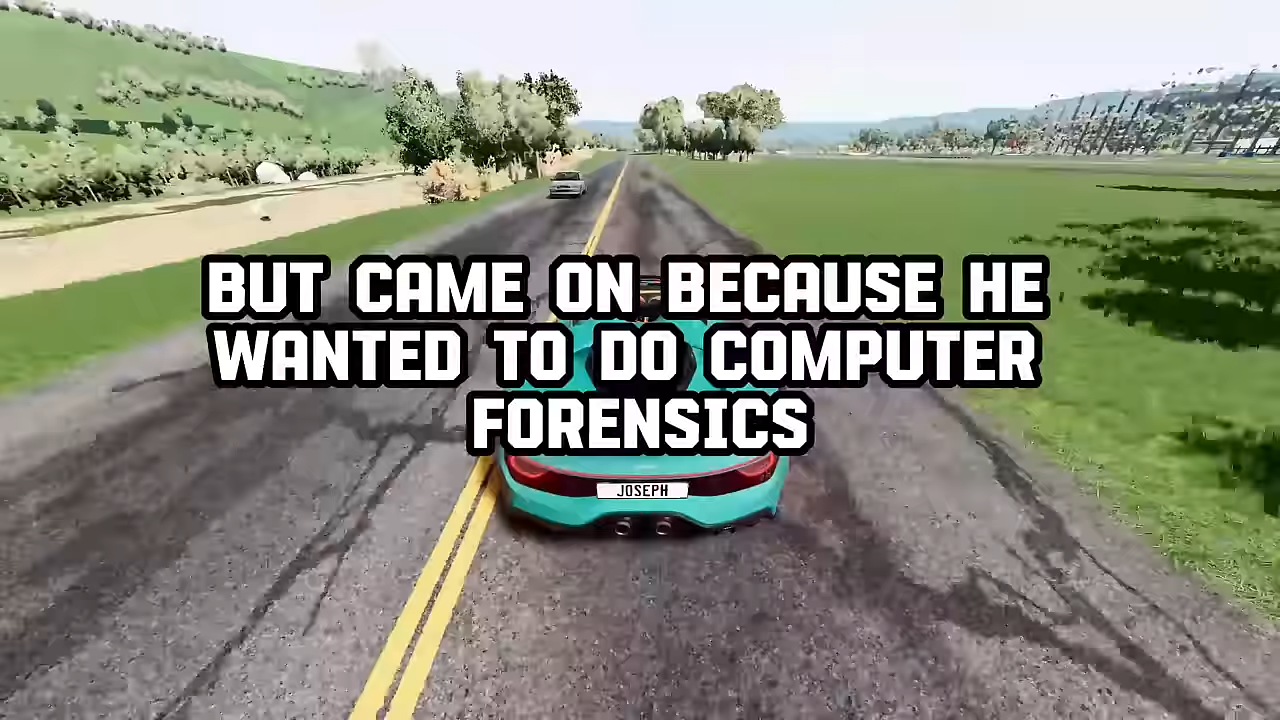 BUT CAME ON BECAUSE HE
WANTED TO DO COMPUTER
FORENSICS
JOSEPH